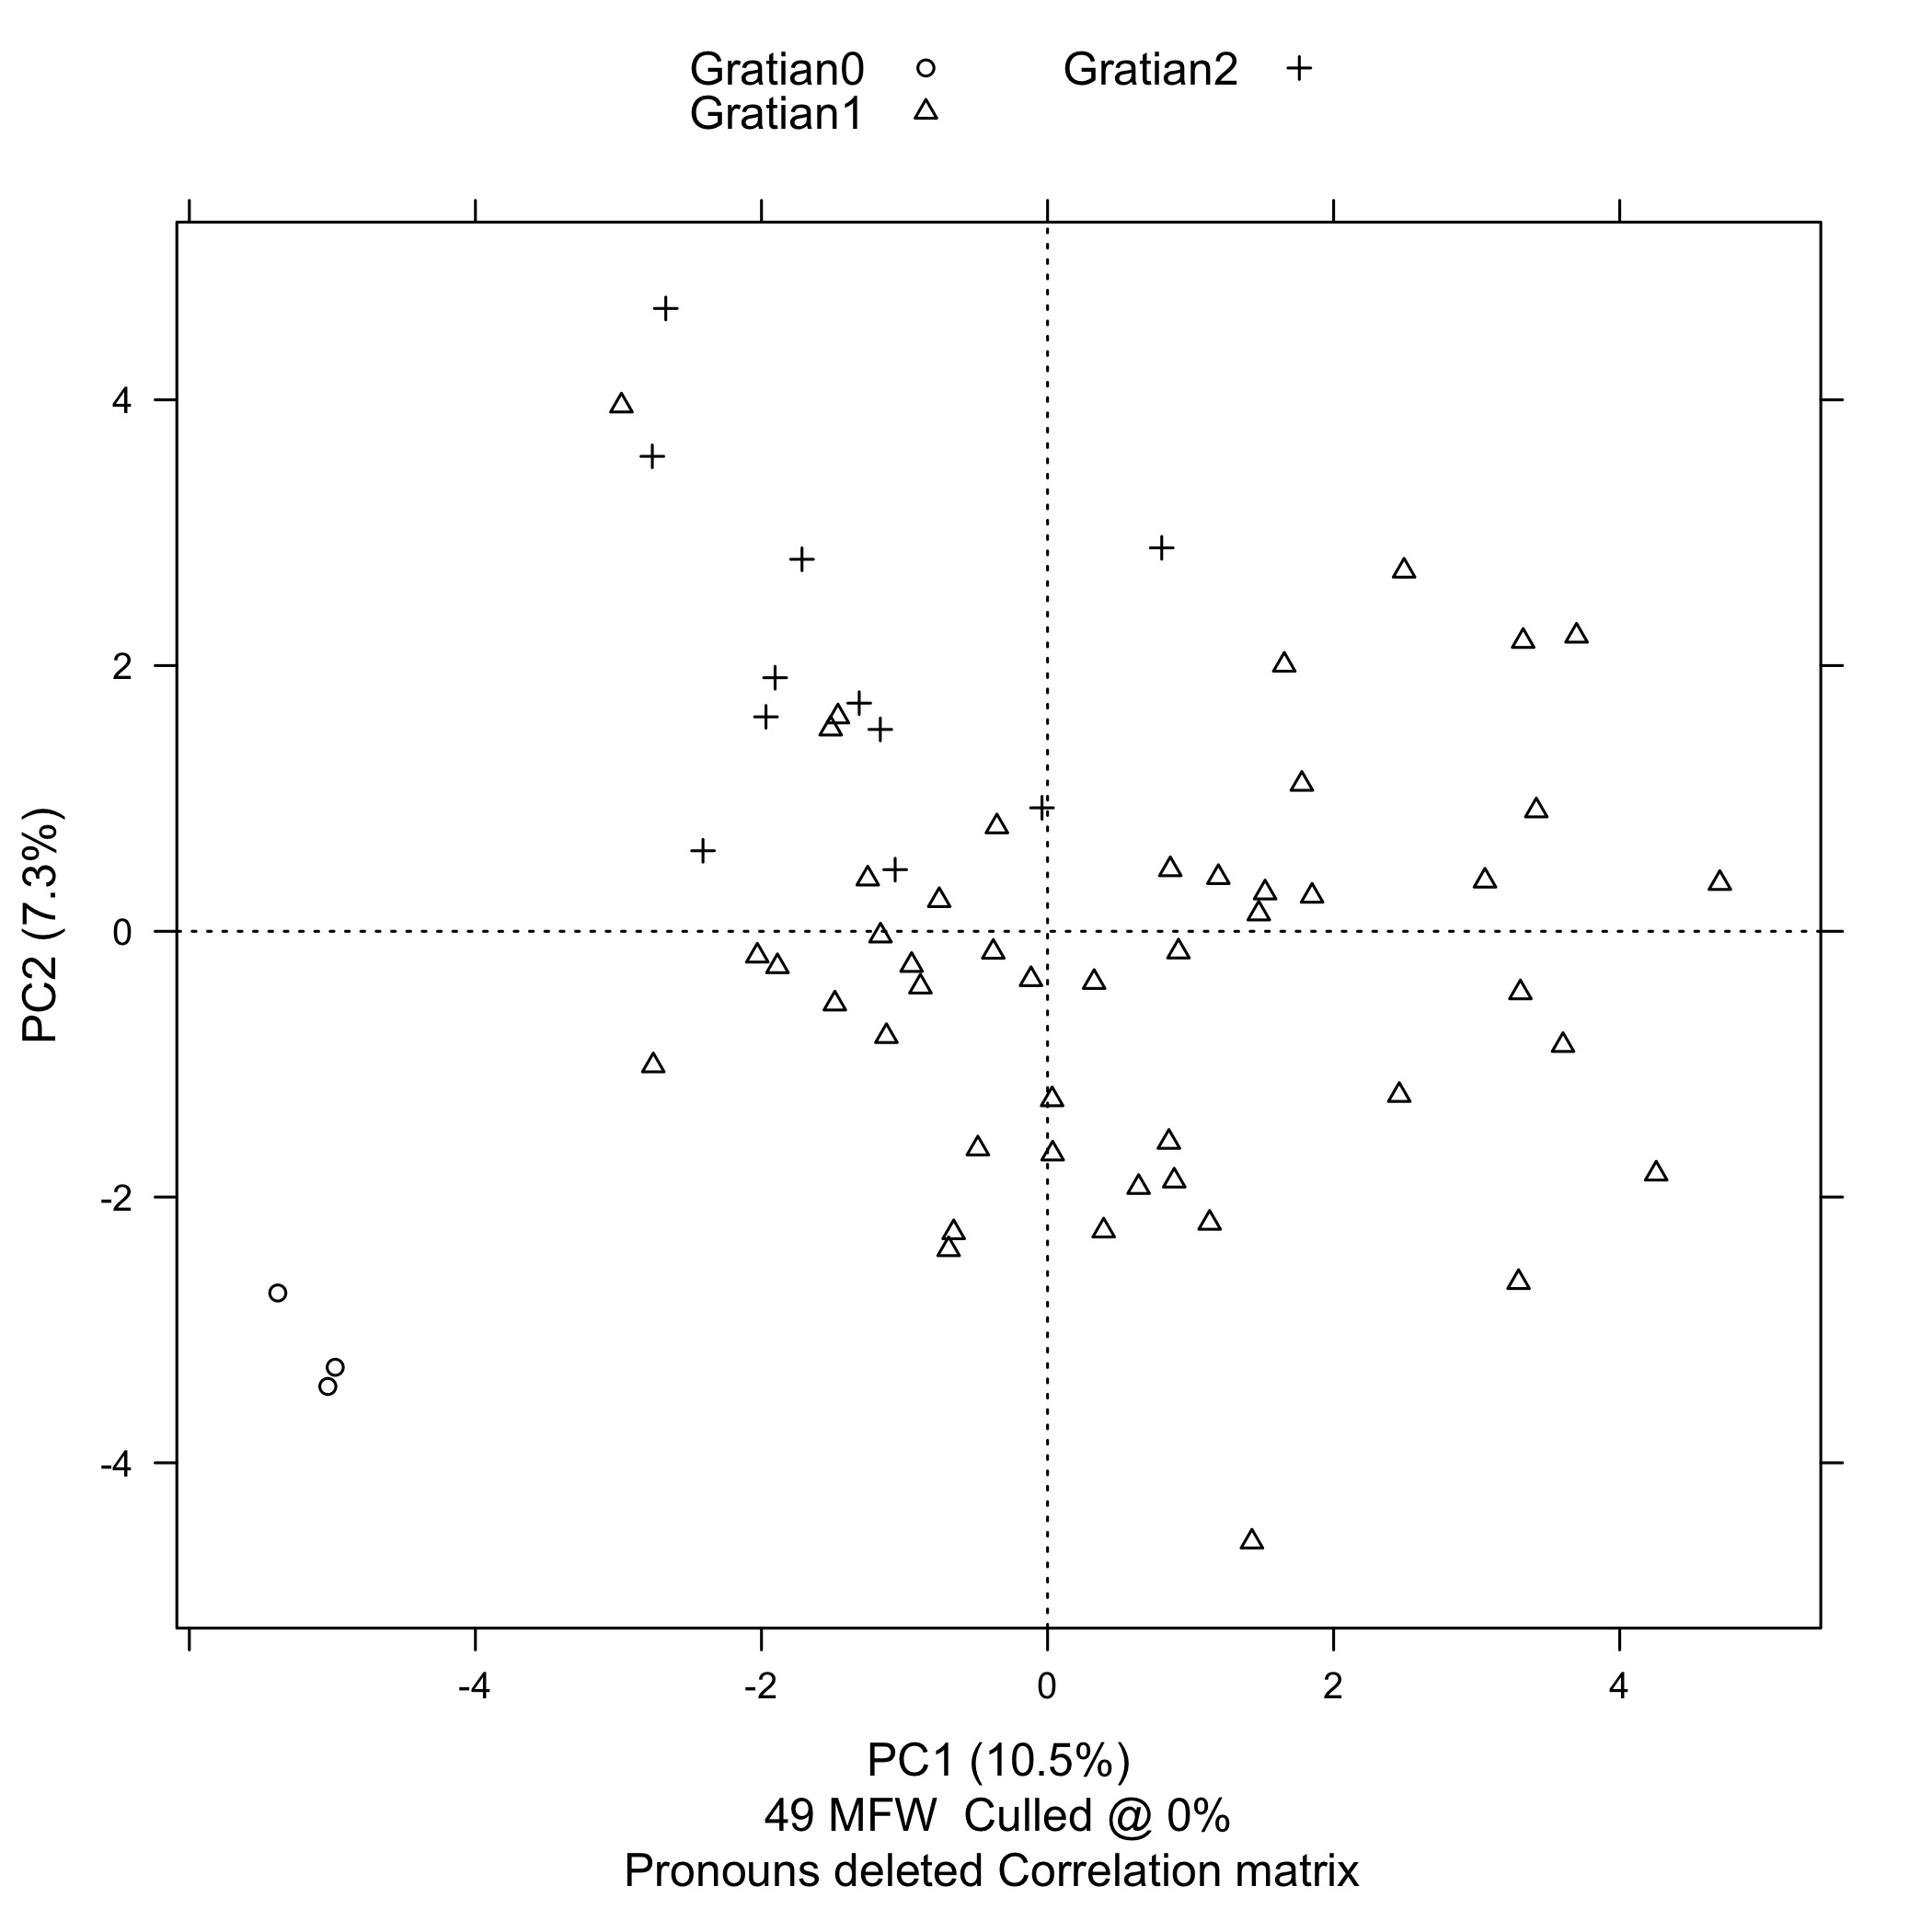 Gratian0 Gratian2
Gratian1
4
2
0
-2
-4
PC2 (7.3%)
-4 -2 0 2 4
PC1 (10.5%)
49 MFW  Culled @ 0%
Pronouns deleted Correlation matrix